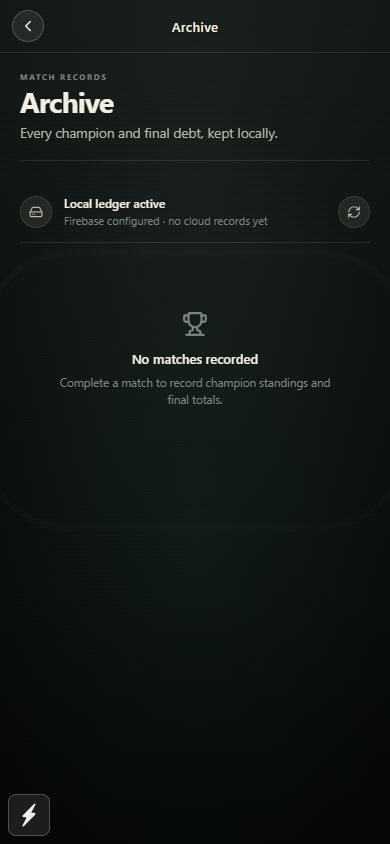 Archive
MATCH RECORDS
Archive
Every champion and final debt, kept locally.
Local ledger active
Firebase configured · no cloud records yet
No matches recorded
Complete a match to record champion standings and
final totals.